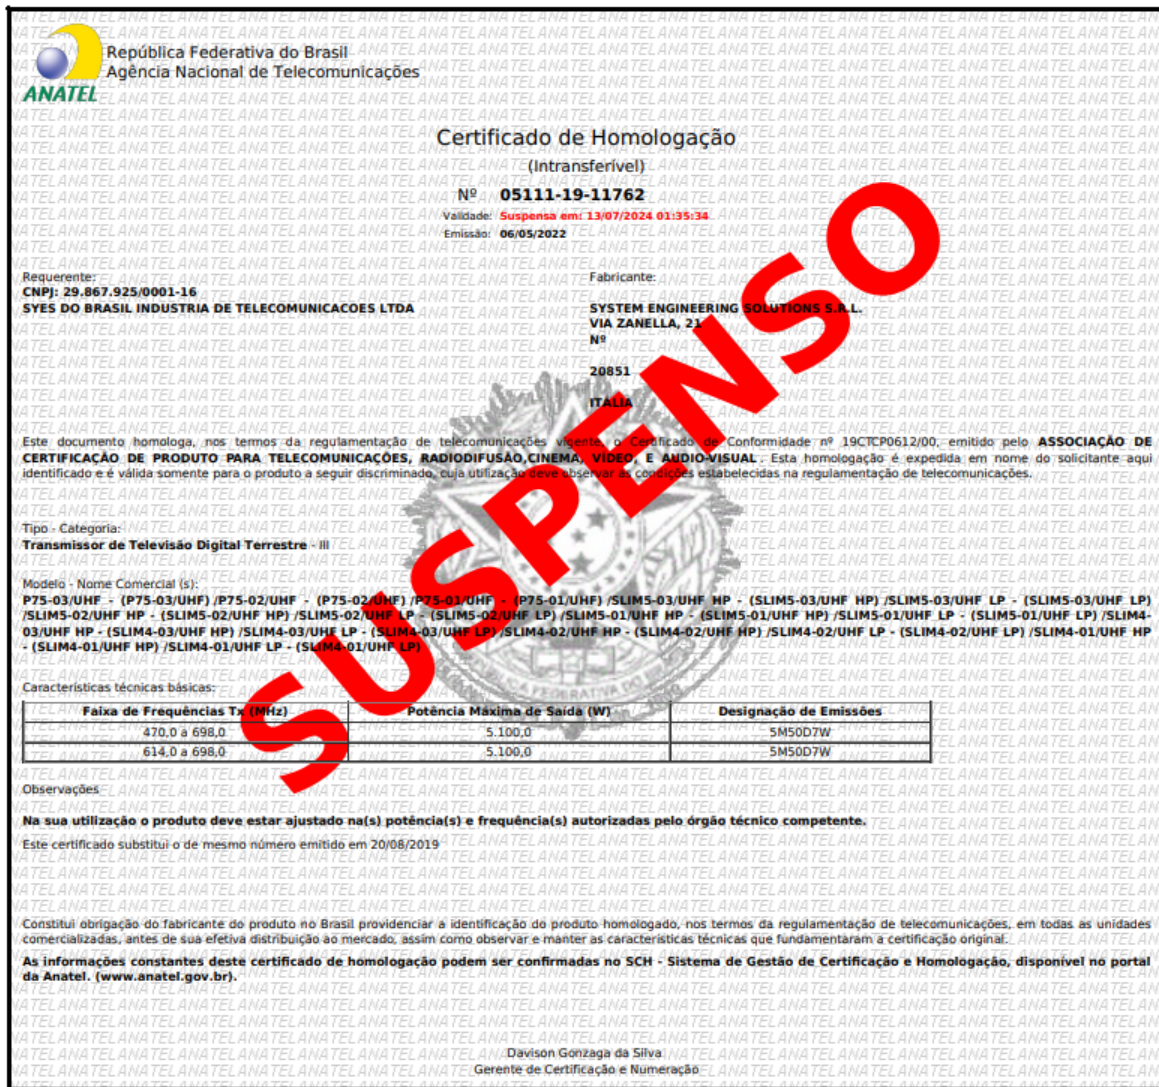 República Federativa do Brasil
Agência Nacional de Telecomunicações
ANATEL
Certificado de Homologação
(Intransferível)
Nº 05111-19-11762
Validade: Suspensa em: 13/07/2024 01:35:34
Emissão: 06/05/2022
Requerente:
CNPJ: 29.867.925/0001-16
SYES DO BRASIL INDUSTRIA DE TELECOMUNICACOES LTDA
Fabricante:
SYSTEM ENGINEERING SOLUTIONS S.R.L.
VIA ZANELLA, 21
Nº
20851
ITALIA
Este documento homologa, nos termos da regulamentação de telecomunicações vigente, o Certificado de Conformidade nº 19CTCP0612/00, emitido pelo ASSOCIAÇÃO DE
CERTIFICAÇÃO DE PRODUTO PARA TELECOMUNICAÇÕES, RADIODIFUSÃO,CINEMA, VÍDEO, E AUDIO-VISUAL . Esta homologação é expedida em nome do solicitante aqui
identificado e é válida somente para o produto a seguir discriminado, cuja utilização deve observar as condições estabelecidas na regulamentação de telecomunicações.
Tipo - Categoria:
Transmissor de Televisão Digital Terrestre - III
Modelo - Nome Comercial (s):
P75-03/UHF - (P75-03/UHF) /P75-02/UHF - (P75-02/UHF) /P75-01/UHF - (P75-01/UHF) /SLIM5-03/UHF HP - (SLIM5-03/UHF HP) /SLIM5-03/UHF LP - (SLIM5-03/UHF LP)
/SLIM5-02/UHF HP - (SLIM5-02/UHF HP) /SLIM5-02/UHF LP - (SLIM5-02/UHF LP) /SLIM5-01/UHF HP - (SLIM5-01/UHF HP) /SLIM5-01/UHF LP - (SLIM5-01/UHF LP) /SLIM4-
03/UHF HP - (SLIM4-03/UHF HP) /SLIM4-03/UHF LP - (SLIM4-03/UHF LP) /SLIM4-02/UHF HP - (SLIM4-02/UHF HP) /SLIM4-02/UHF LP - (SLIM4-02/UHF LP) /SLIM4-01/UHF HP
- (SLIM4-01/UHF HP) /SLIM4-01/UHF LP - (SLIM4-01/UHF LP)
Características técnicas básicas:
Faixa de Frequências Tx (MHz) Potência Máxima de Saída (W) Designação de Emissões
470,0 a 698,0 5.100,0 5M50D7W
614,0 a 698,0 5.100,0 5M50D7W
Observações
Na sua utilização o produto deve estar ajustado na(s) potência(s) e frequência(s) autorizadas pelo órgão técnico competente.
Este certificado substitui o de mesmo número emitido em 20/08/2019
Constitui obrigação do fabricante do produto no Brasil providenciar a identificação do produto homologado, nos termos da regulamentação de telecomunicações, em todas as unidades
comercializadas, antes de sua efetiva distribuição ao mercado, assim como observar e manter as características técnicas que fundamentaram a certificação original.
As informações constantes deste certificado de homologação podem ser confirmadas no SCH - Sistema de Gestão de Certificação e Homologação, disponível no portal
da Anatel. (www.anatel.gov.br).
Davison Gonzaga da Silva
Gerente de Certificação e Numeração
SUSPENSO